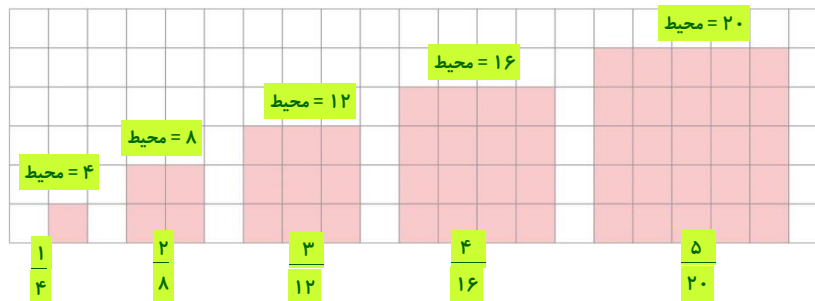 محیط = ۲۰
محیط = ۱۶
محیط = ۱۲
محیط = ۸
محیط = ۴
۱/۴
۲/۸
۳/۱۲
۴/۱۶
۵/۲۰